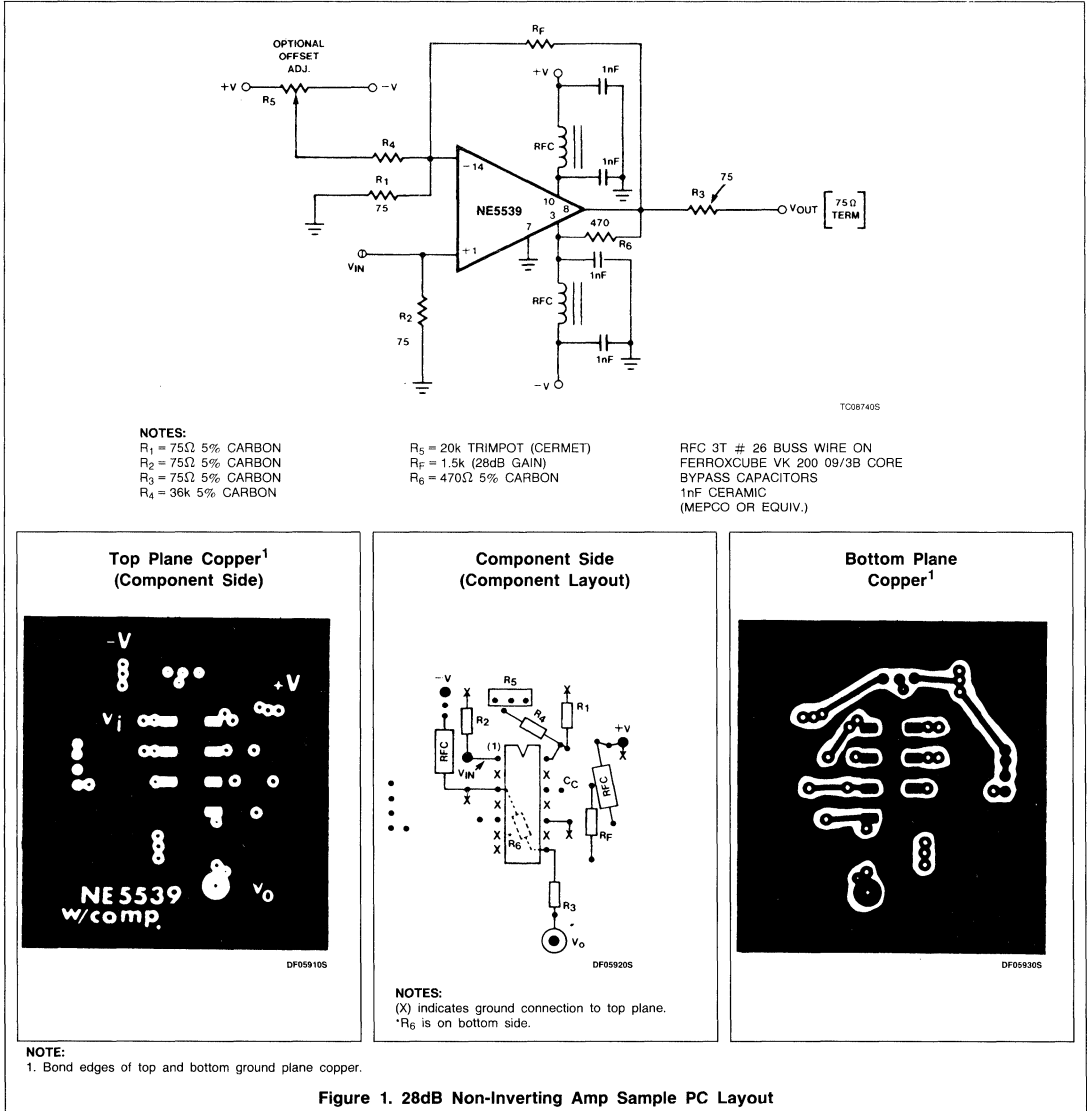 OPTIONAL
OFFSET
ADJ.
+V
−V
R5
RF
+V
1nF
RFC
1nF
R4
R1
75
−14
NE5539
10
8
3
7
+1
VIN
R2
75
470
R6
1nF
RFC
1nF
−V
R3
75
VOUT
75Ω
TERM
TC08740S
NOTES:
R1 = 75Ω 5% CARBON
R2 = 75Ω 5% CARBON
R3 = 75Ω 5% CARBON
R4 = 36k 5% CARBON
R5 = 20k TRIMPOT (CERMET)
RF = 1.5k (28dB GAIN)
R6 = 470Ω 5% CARBON
RFC 3T # 26 BUSS WIRE ON
FERROXCUBE VK 200 09/3B CORE
BYPASS CAPACITORS
1nF CERAMIC
(MEPCO OR EQUIV.)
Top Plane Copper1
(Component Side)
-V
+V
Vi
NE5539
w/comp.
Vo
DF05910S
Component Side
(Component Layout)
−V
R5
X
R2
R4
X
R1
+V
X
RFC
VIN
(1)
X
X
X
X
X
*R6
X
X
X
X
CC
RFC
RF
R3
Vo
DF05920S
NOTES:
(X) indicates ground connection to top plane.
*R6 is on bottom side.
Bottom Plane
Copper1
DF05930S
NOTE:
1. Bond edges of top and bottom ground plane copper.
Figure 1. 28dB Non-Inverting Amp Sample PC Layout